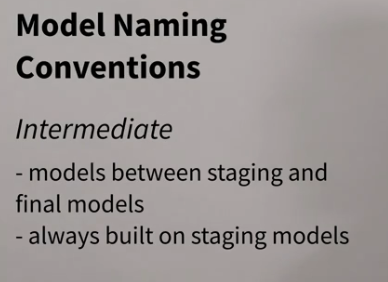 Model Naming
Conventions
Intermediate
- models between staging and
final models
- always built on staging models